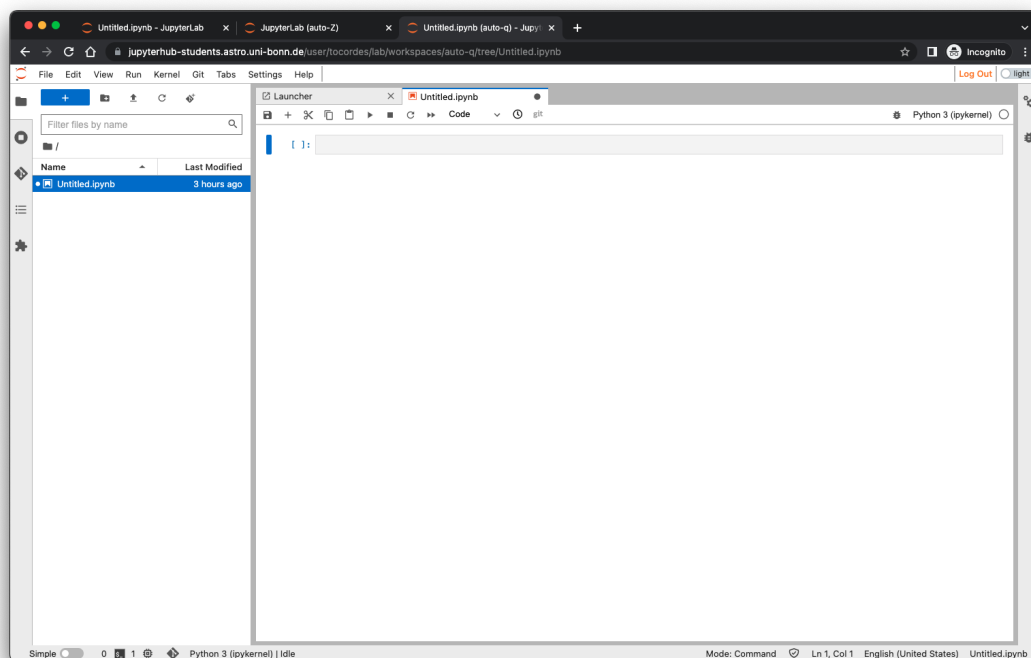 Untitled.ipynb - JupyterLab
JupyterLab (auto-Z)
Untitled.ipynb (auto-q) - Jupyt
jupyterhub-students.astro.uni-bonn.de/user/tocordes/lab/workspaces/auto-q/tree/Untitled.ipynb
Incognito
File Edit View Run Kernel Git Tabs Settings Help
Log Out
light
Launcher
Untitled.ipynb
Filter files by name
Code
git
Python 3 (ipykernel)
/
[ ]:
Name Last Modified
Untitled.ipynb 3 hours ago
Simple 0 1 Python 3 (ipykernel) | Idle
Mode: Command Ln 1, Col 1 English (United States) Untitled.ipynb